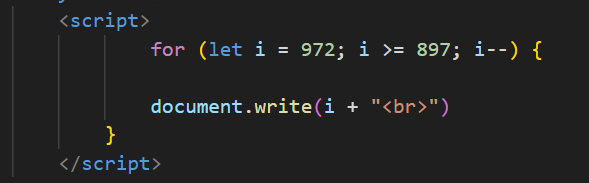 <script>
for (let i = 972; i >= 897; i--) {
document.write(i + "<br>")
}
</script>